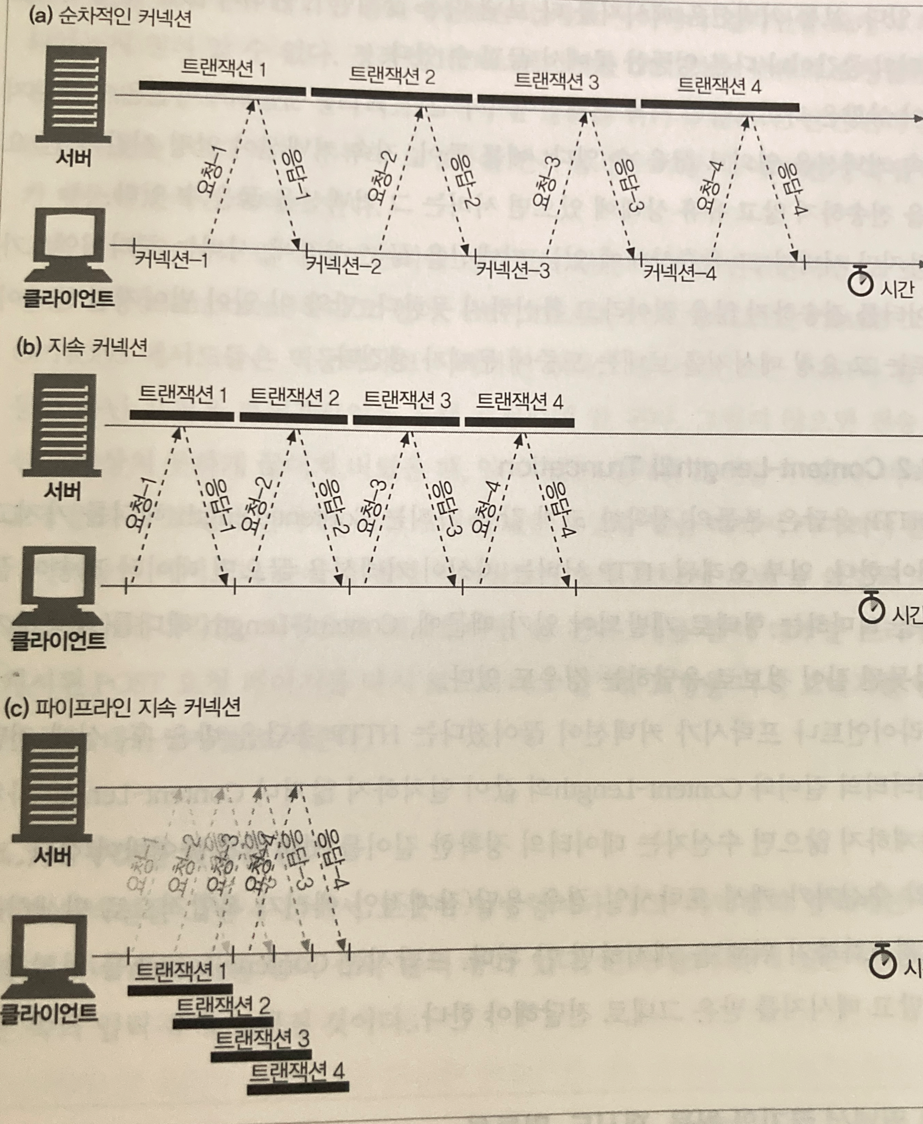 (a) 순차적인 커넥션
트랜잭션 1 트랜잭션 2 트랜잭션 3 트랜잭션 4
서버
요청-1 응답-1 요청-2 응답-2 요청-3 응답-3 요청-4 응답-4
커넥션-1 커넥션-2 커넥션-3 커넥션-4
시간
클라이언트
(b) 지속 커넥션
트랜잭션 1 트랜잭션 2 트랜잭션 3 트랜잭션 4
서버
요청-1 응답-1 요청-2 응답-2 요청-3 응답-3 요청-4 응답-4
시간
클라이언트
(c) 파이프라인 지속 커넥션
서버
요청-1 요청-2 요청-3 응답-3 응답-4
시
클라이언트
트랜잭션 1
트랜잭션 2
트랜잭션 3
트랜잭션 4